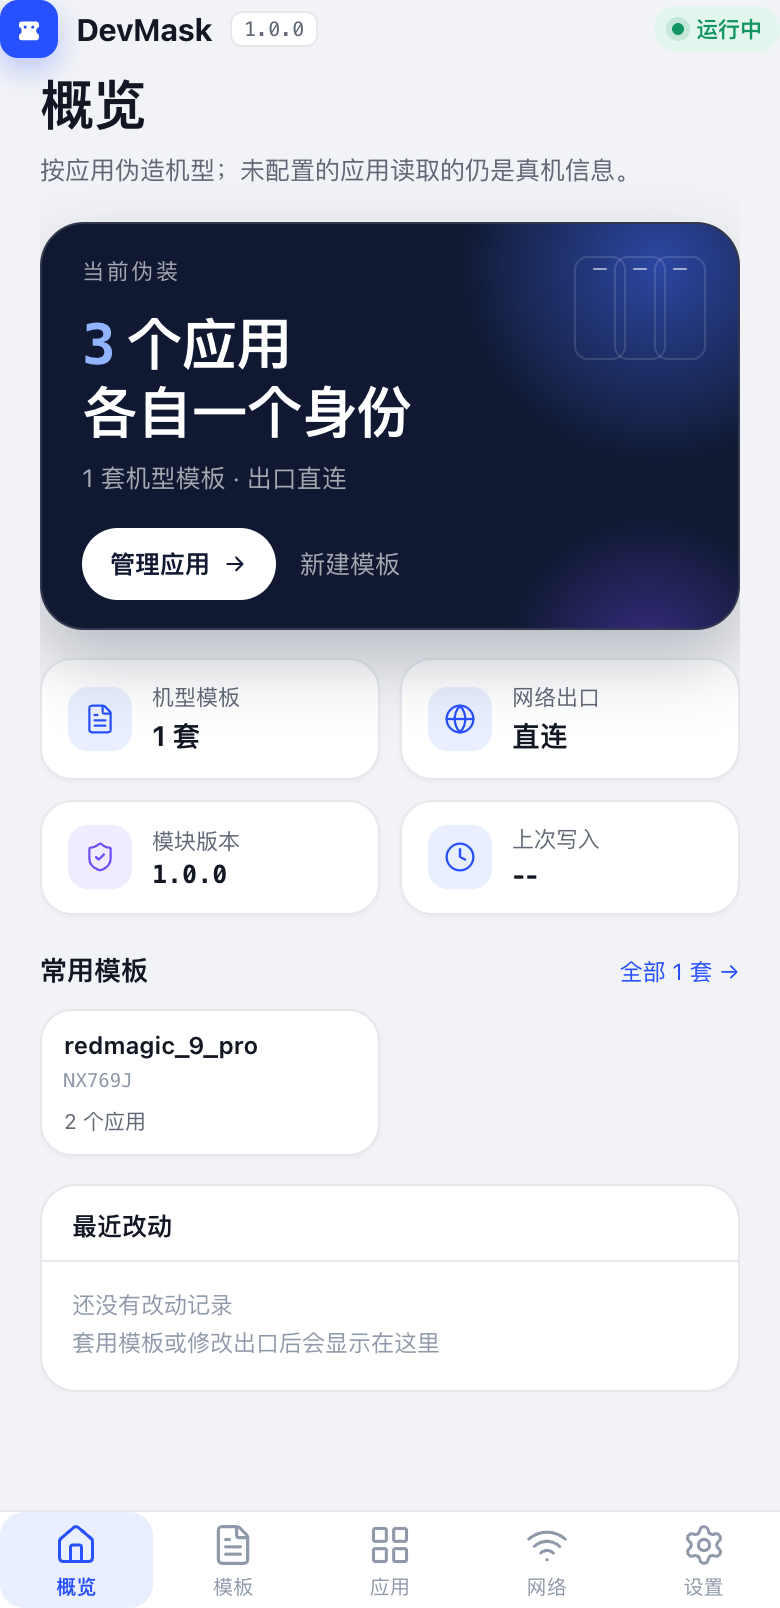 DevMask 1.0.0 运行中
概览
按应用伪造机型；未配置的应用读取的仍是真机信息。
当前伪装
3 个应用
各自一个身份
1 套机型模板 · 出口直连
管理应用 → 新建模板
机型模板
1 套
网络出口
直连
模块版本
1.0.0
上次写入
--
常用模板 全部 1 套 →
redmagic_9_pro
NX769J
2 个应用
最近改动
还没有改动记录
套用模板或修改出口后会显示在这里
概览 模板 应用 网络 设置